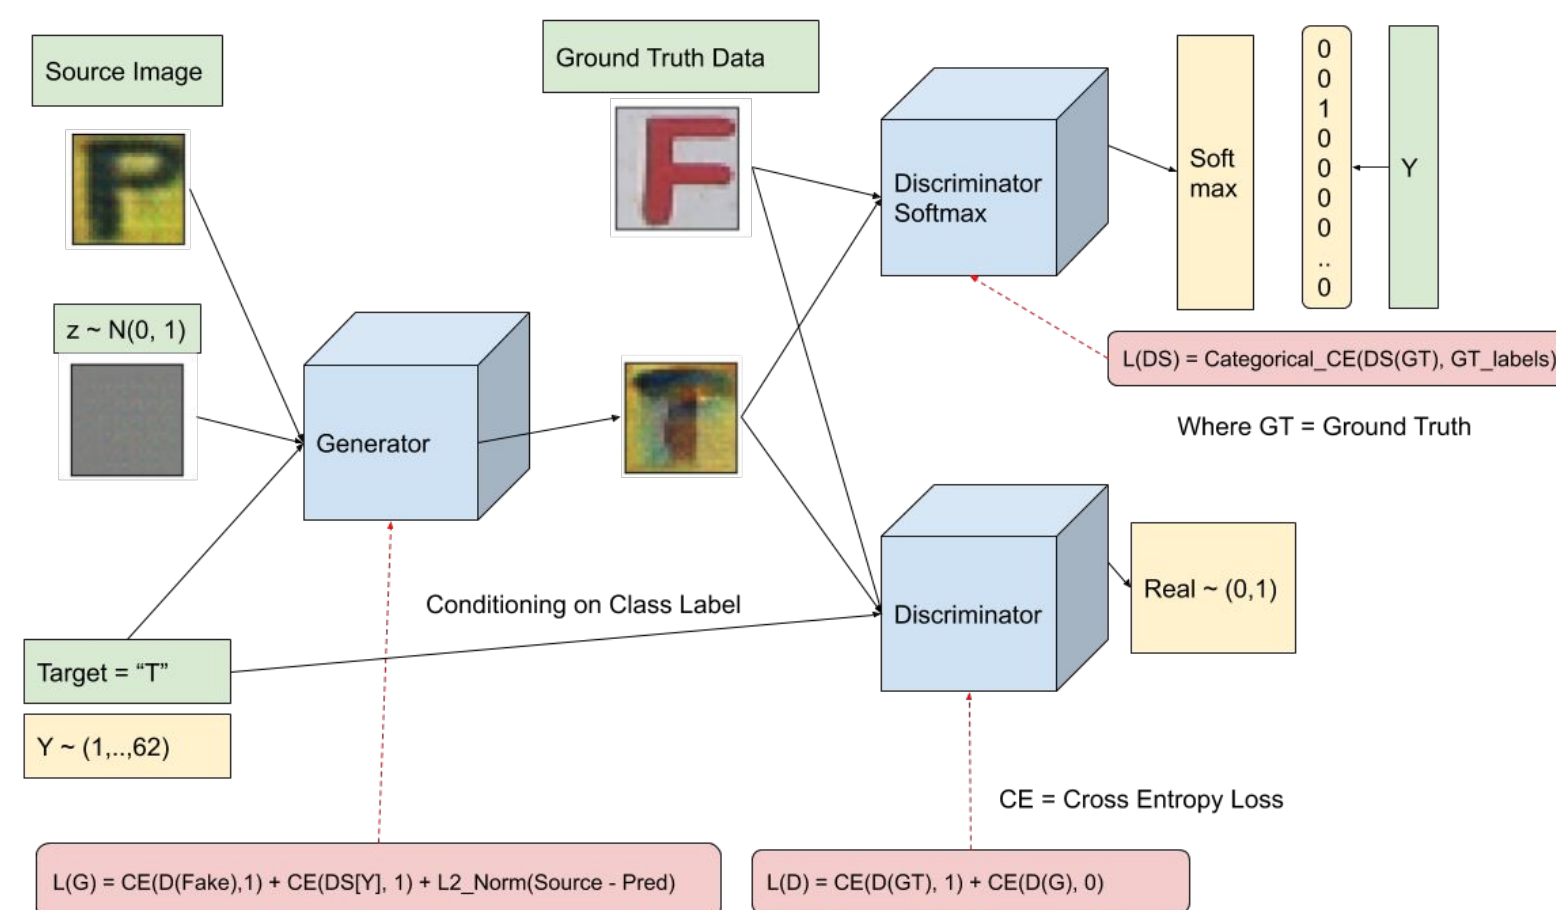 Source Image
P
z ~ N(0, 1)
Generator
Target = “T”
Y ~ (1,..,62)
Ground Truth Data
F
T
Conditioning on Class Label
Discriminator
Softmax
Soft
max
0
0
1
0
0
0
0
..
0
Y
L(DS) = Categorical_CE(DS(GT), GT_labels)
Where GT = Ground Truth
Discriminator
Real ~ (0,1)
CE = Cross Entropy Loss
L(G) = CE(D(Fake),1) + CE(DS[Y], 1) + L2_Norm(Source - Pred)
L(D) = CE(D(GT), 1) + CE(D(G), 0)